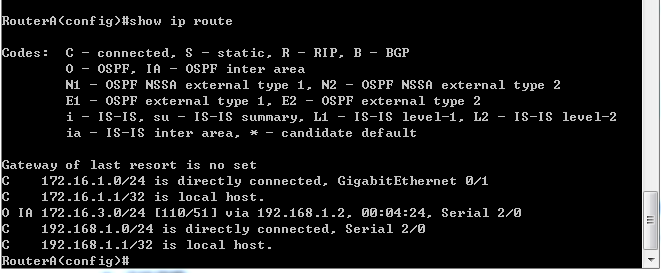 RouterA(config)#show ip route
Codes:  C - connected, S - static, R - RIP, B - BGP
        O - OSPF, IA - OSPF inter area
        N1 - OSPF NSSA external type 1, N2 - OSPF NSSA external type 2
        E1 - OSPF external type 1, E2 - OSPF external type 2
        i - IS-IS, su - IS-IS summary, L1 - IS-IS level-1, L2 - IS-IS level-2
        ia - IS-IS inter area, * - candidate default
Gateway of last resort is no set
C    172.16.1.0/24 is directly connected, GigabitEthernet 0/1
C    172.16.1.1/32 is local host.
O IA 172.16.3.0/24 [110/51] via 192.168.1.2, 00:04:24, Serial 2/0
C    192.168.1.0/24 is directly connected, Serial 2/0
C    192.168.1.1/32 is local host.
RouterA(config)#